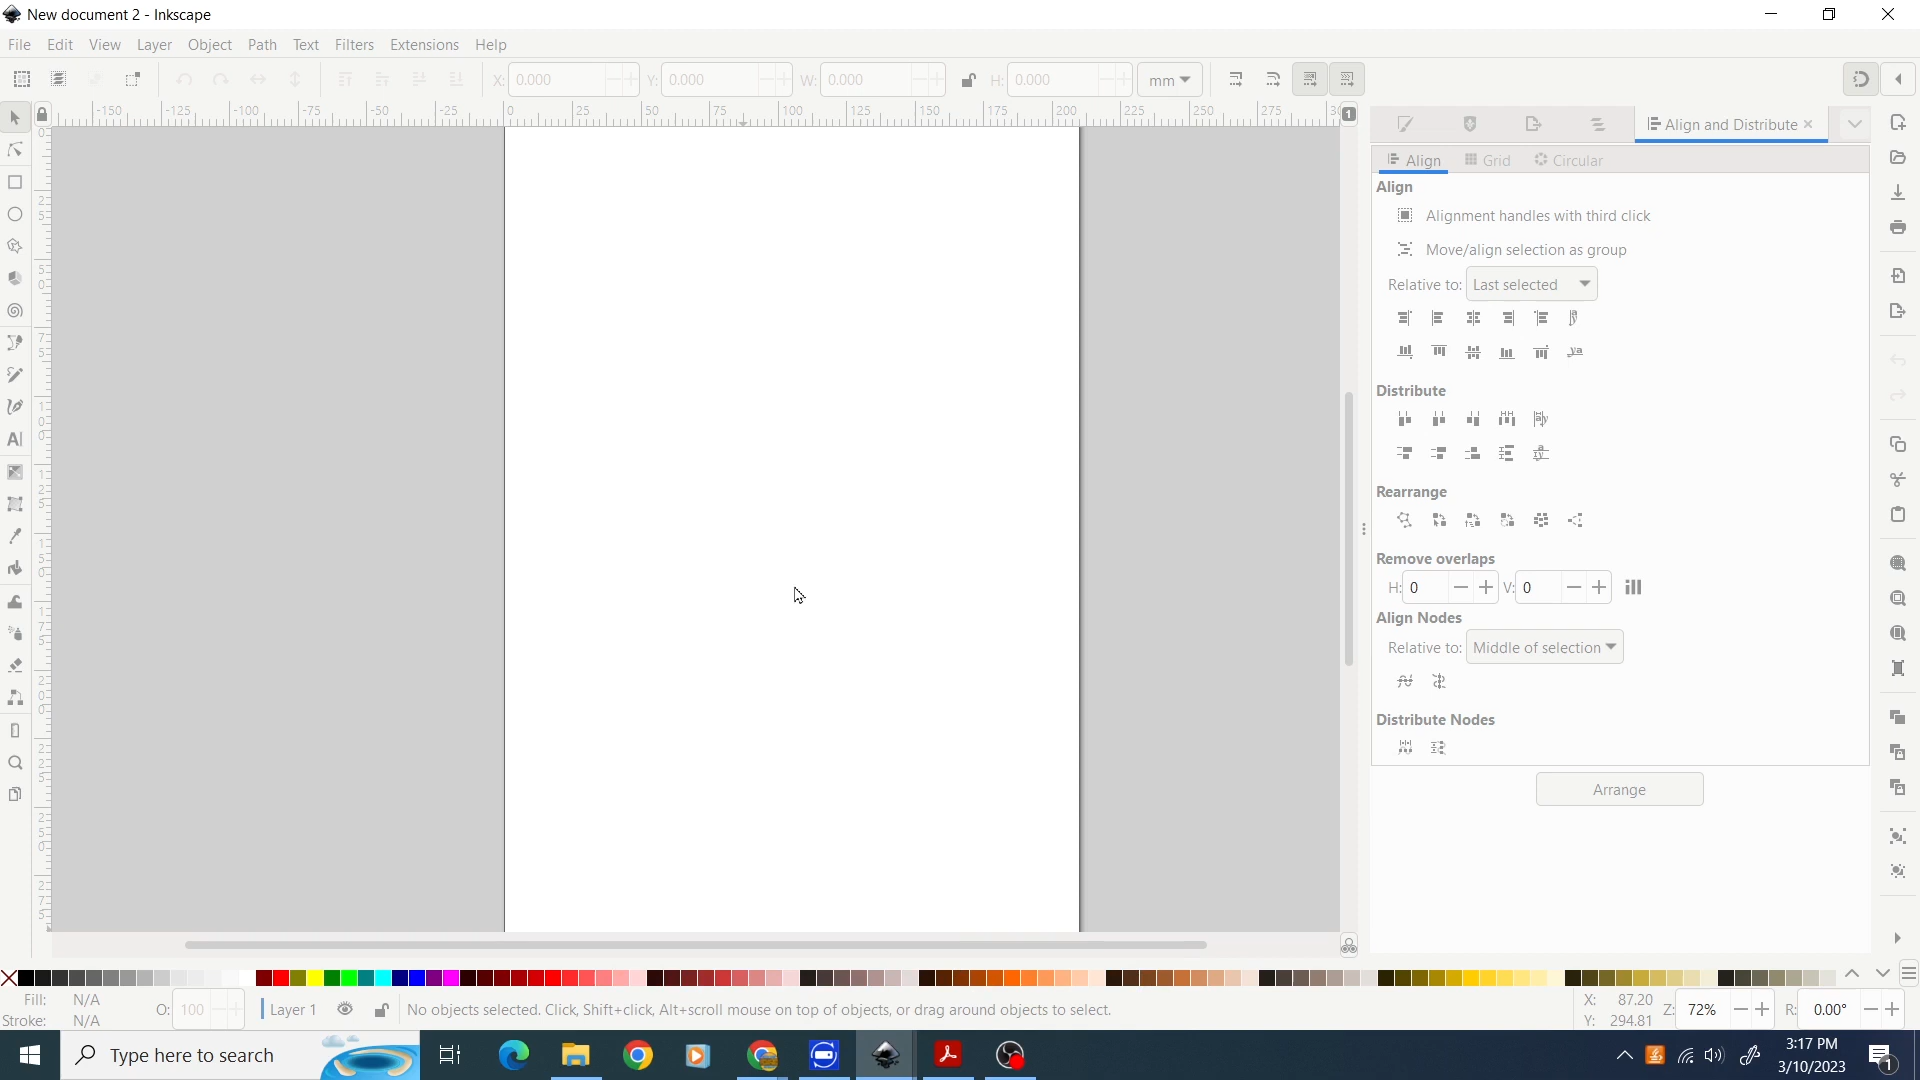 New document 2 - Inkscape
File Edit View Layer Object Path Text Filters Extensions Help
X: 0.000 Y: 0.000 W: 0.000 H: 0.000 mm
-150 -125 -100 -75 -50 -25 0 25 50 75 100 125 150 175 200 225 250 275 1
Align and Distribute
Align Grid Circular
Align
Alignment handles with third click
Move/align selection as group
Relative to: Last selected
Distribute
Rearrange
Remove overlaps
H: 0 V: 0
Align Nodes
Relative to: Middle of selection
Distribute Nodes
Arrange
Fill: N/A
Stroke: N/A
O: 100 Layer 1 No objects selected. Click, Shift+click, Alt+scroll mouse on top of objects, or drag around objects to select.
X: 87.20
Y: 294.81
Z: 72% R: 0.00°
Type here to search
3:17 PM
3/10/2023
1